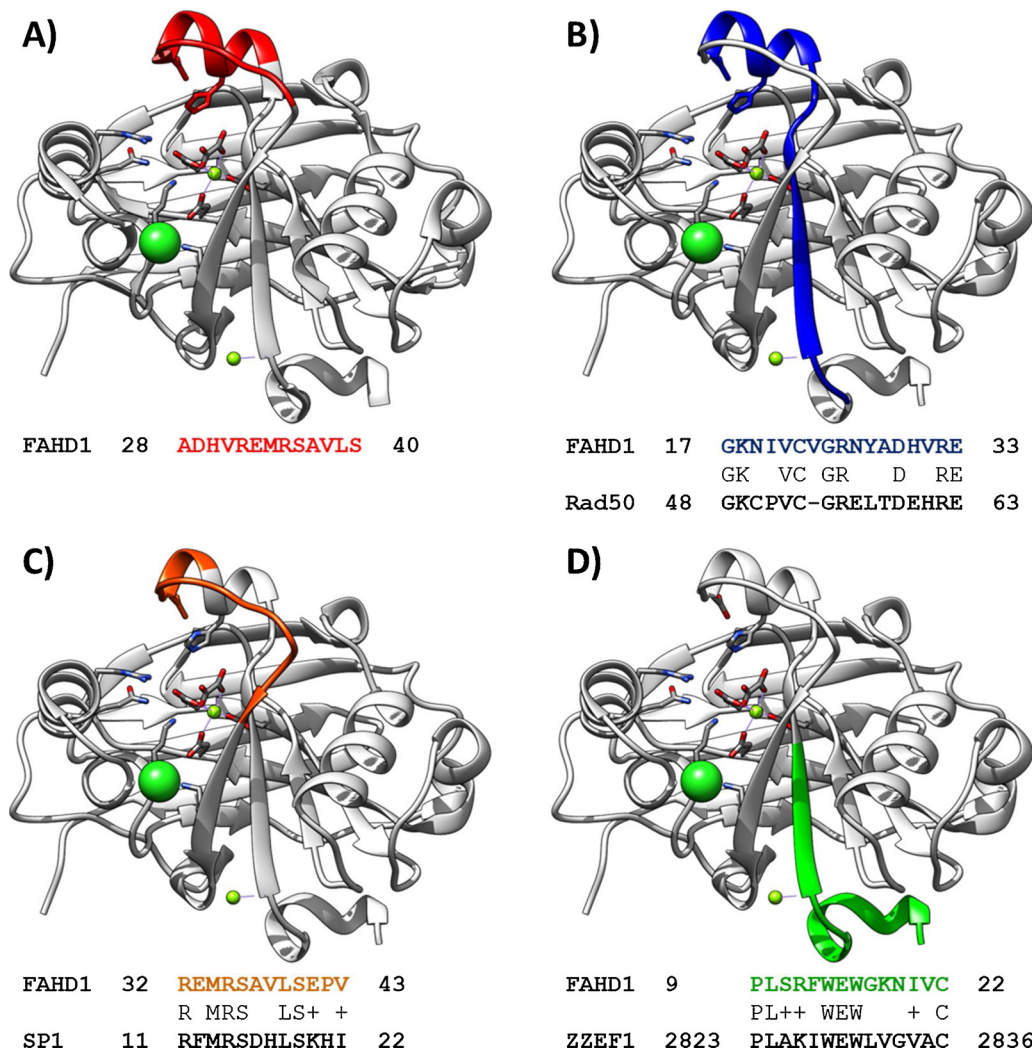 A)
FAHD1 28 ADHVREMRSAVLS 40
B)
FAHD1 17 GKNIVCVGRNYADHVRE 33
GK VC GR D RE
Rad50 48 GKCPVC-GRELTDEHRE 63
C)
FAHD1 32 REMRSAVLSEPV 43
R MRS LS+ +
SP1 11 RFMRSDHLSKHI 22
D)
FAHD1 9 PLSRFWEWGKNIVC 22
PL++ WEW + C
ZZEF1 2823 PLAKIWEWLVGVAC 2836